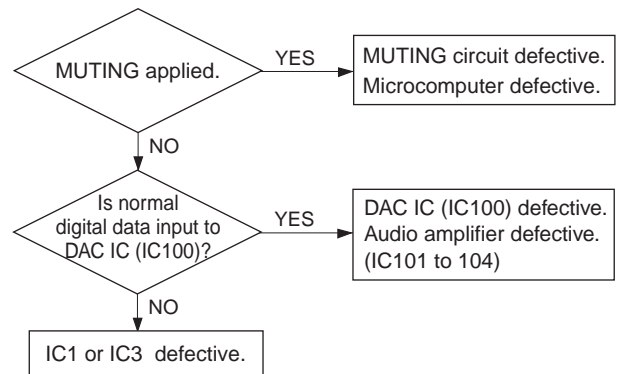 MUTING applied.
YES
MUTING circuit defective.
Microcomputer defective.
NO
Is normal
digital data input to
DAC IC (IC100)?
YES
DAC IC (IC100) defective.
Audio amplifier defective.
(IC101 to 104)
NO
IC1 or IC3 defective.